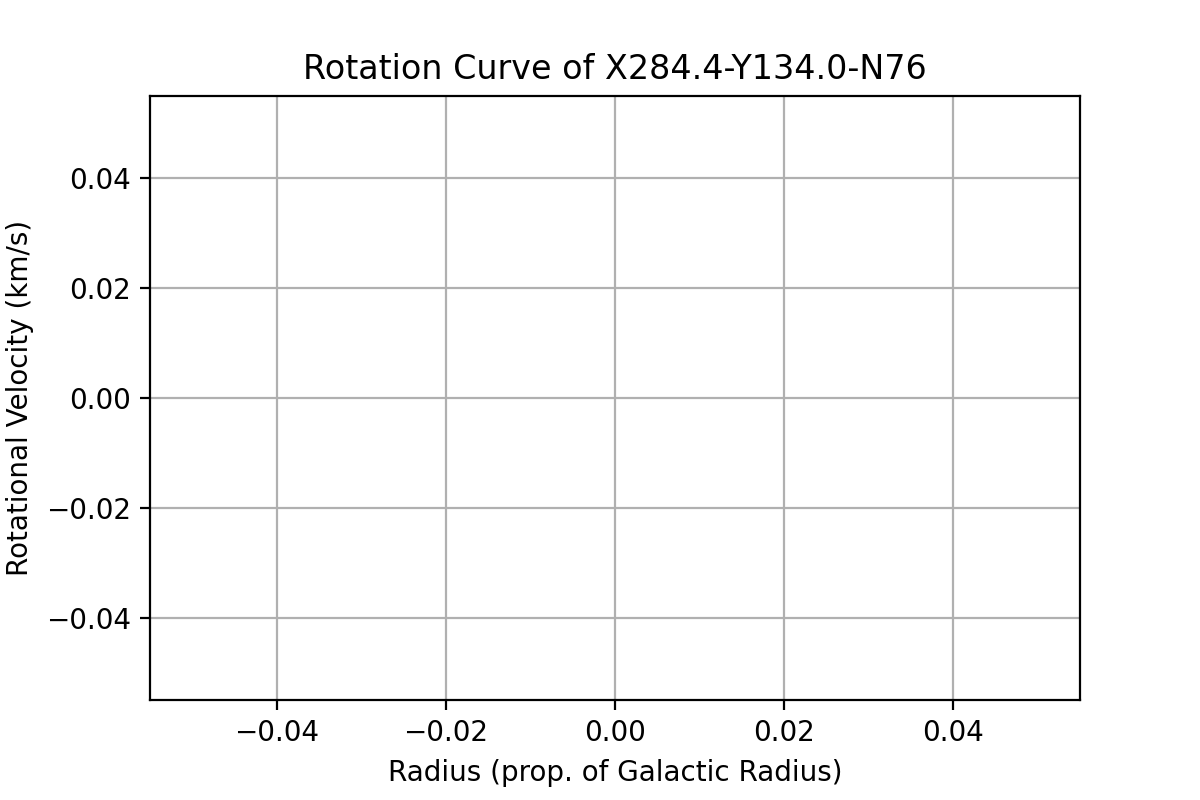 Rotation Curve of X284.4-Y134.0-N76
Rotational Velocity (km/s)
0.04
0.02
0.00
−0.02
−0.04
−0.04 −0.02 0.00 0.02 0.04
Radius (prop. of Galactic Radius)